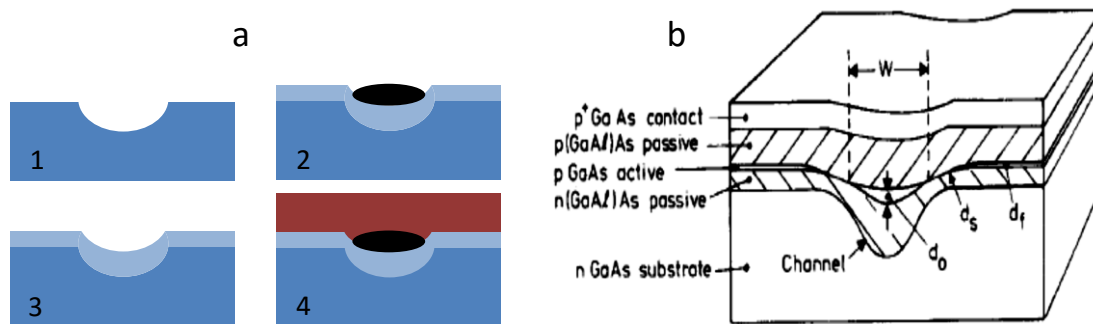 a
1
2
3
4
b
W
p⁺GaAs contact
p(GaAℓ)As passive
p GaAs active
n(GaAℓ)As passive
n GaAs substrate
Channel
d₀
dₛ
d_f